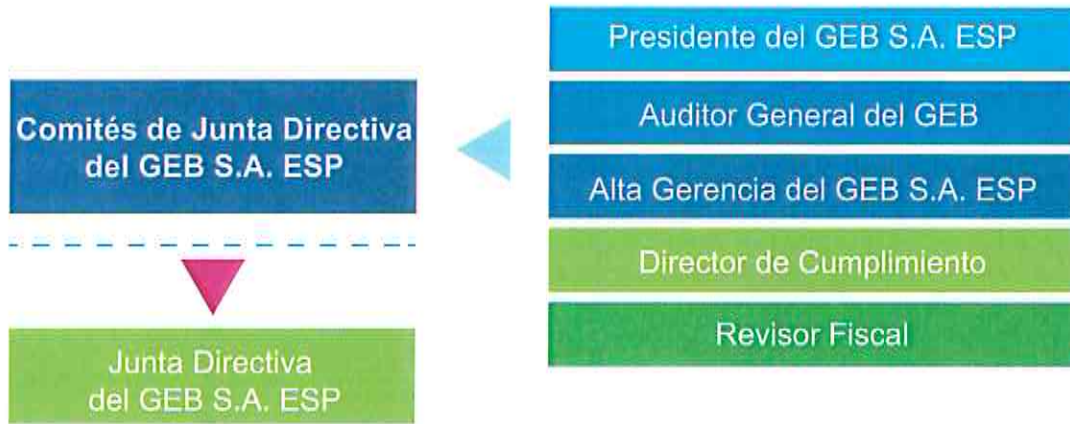 Comités de Junta Directiva
del GEB S.A. ESP
Junta Directiva
del GEB S.A. ESP
Presidente del GEB S.A. ESP
Auditor General del GEB
Alta Gerencia del GEB S.A. ESP
Director de Cumplimiento
Revisor Fiscal